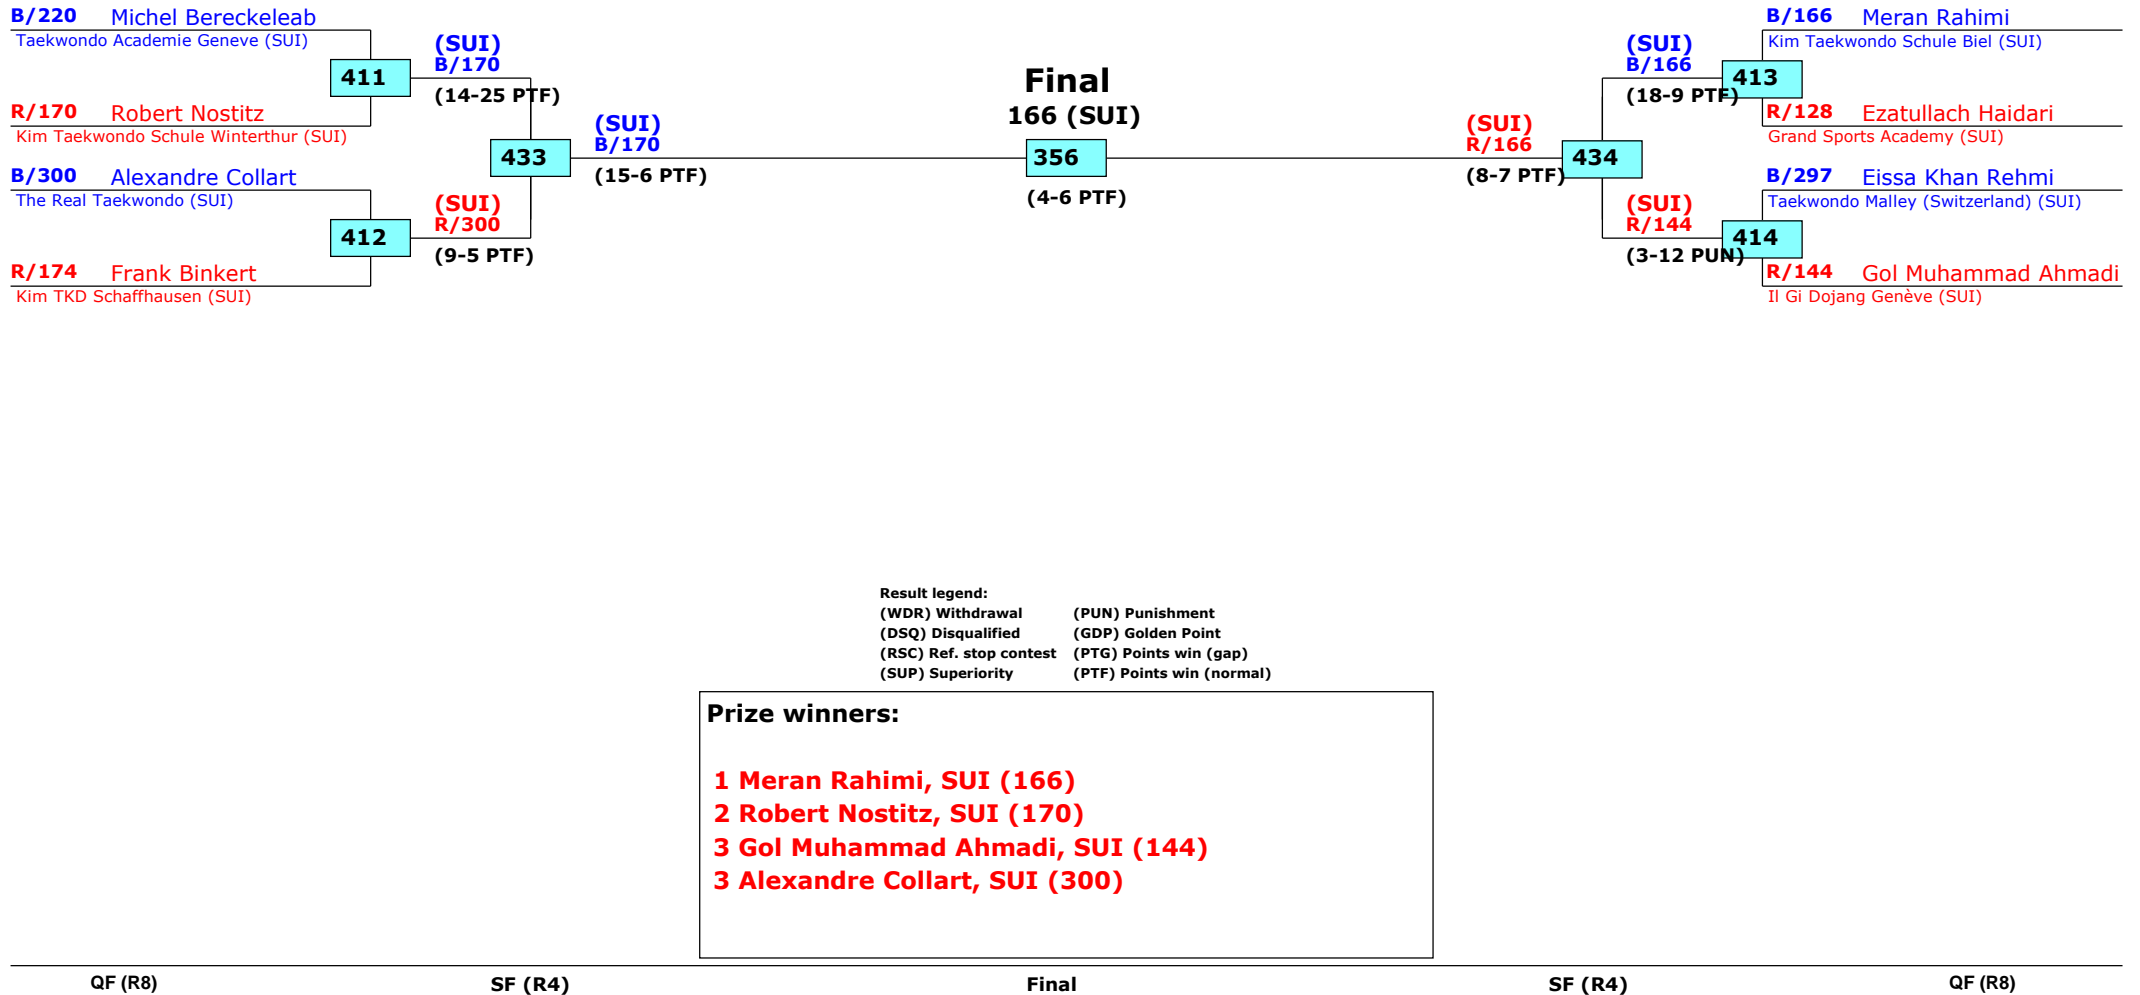 B/220 Michel Bereckeleab
Taekwondo Academie Geneve (SUI)
411
R/170 Robert Nostitz
Kim Taekwondo Schule Winterthur (SUI)
B/300 Alexandre Collart
The Real Taekwondo (SUI)
412
R/174 Frank Binkert
Kim TKD Schaffhausen (SUI)
(SUI)
B/170
(14-25 PTF)
433
(SUI)
R/300
(9-5 PTF)
(SUI)
B/170
(15-6 PTF)
Final
166 (SUI)
356
(4-6 PTF)
(SUI)
R/166
(8-7 PTF)
434
(SUI)
B/166
(18-9 PTF)
(SUI)
R/144
(3-12 PUN)
B/166 Meran Rahimi
Kim Taekwondo Schule Biel (SUI)
413
R/128 Ezatullach Haidari
Grand Sports Academy (SUI)
B/297 Eissa Khan Rehmi
Taekwondo Malley (Switzerland) (SUI)
414
R/144 Gol Muhammad Ahmadi
Il Gi Dojang Genève (SUI)
Result legend:
(WDR) Withdrawal (PUN) Punishment
(DSQ) Disqualified (GDP) Golden Point
(RSC) Ref. stop contest (PTG) Points win (gap)
(SUP) Superiority (PTF) Points win (normal)
Prize winners:
1 Meran Rahimi, SUI (166)
2 Robert Nostitz, SUI (170)
3 Gol Muhammad Ahmadi, SUI (144)
3 Alexandre Collart, SUI (300)
QF (R8) SF (R4) Final SF (R4) QF (R8)